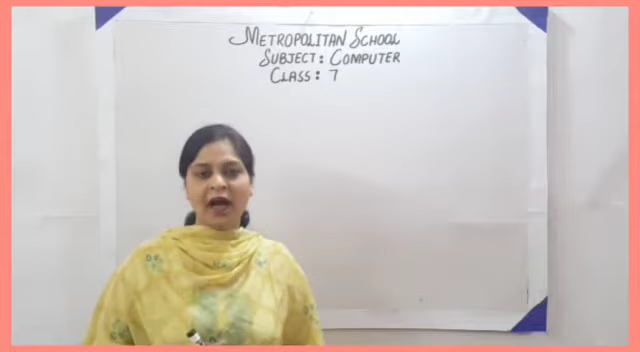 METROPOLITAN SCHOOL
SUBJECT: COMPUTER
CLASS: 7